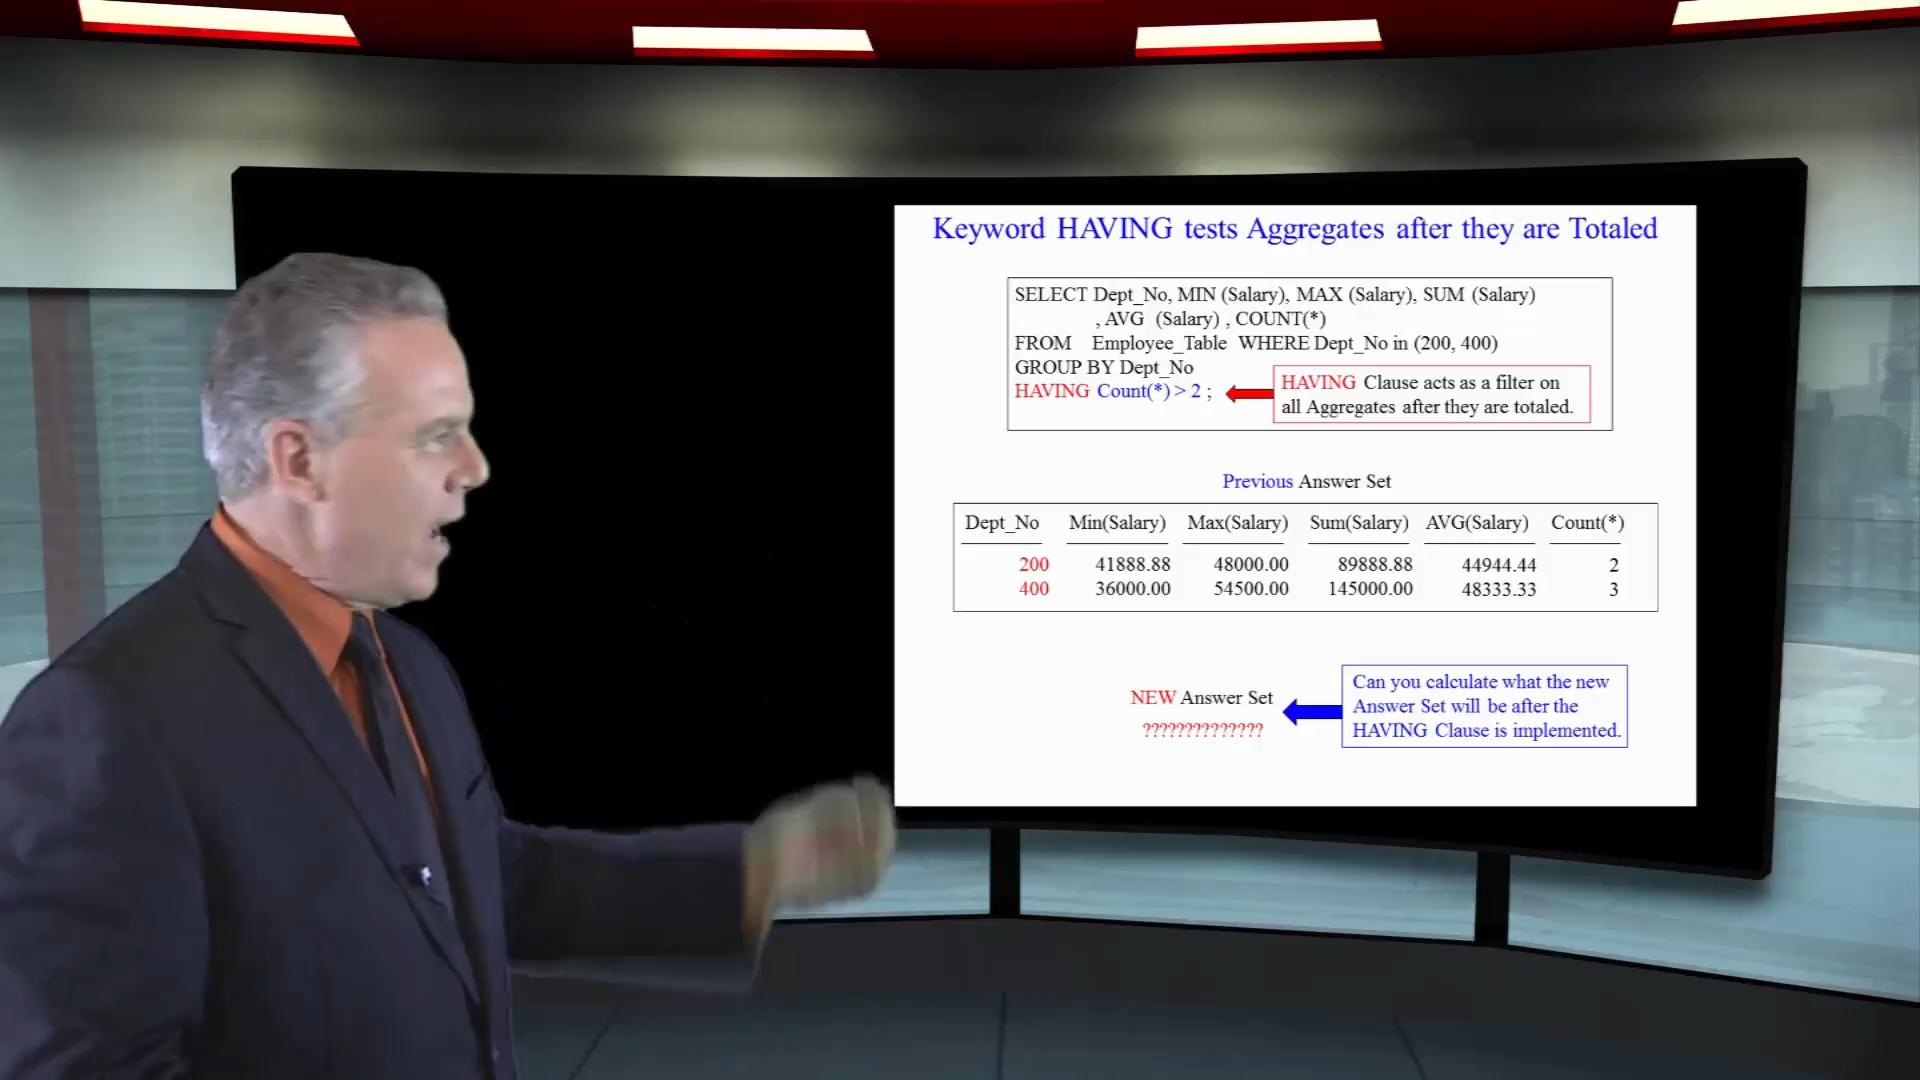 Keyword HAVING tests Aggregates after they are Totaled
SELECT Dept_No, MIN (Salary), MAX (Salary), SUM (Salary)
, AVG (Salary) , COUNT(*)
FROM Employee_Table WHERE Dept_No in (200, 400)
GROUP BY Dept_No
HAVING Count(*) > 2 ;
HAVING Clause acts as a filter on
all Aggregates after they are totaled.
Previous Answer Set
Dept_No Min(Salary) Max(Salary) Sum(Salary) AVG(Salary) Count(*)
200 41888.88 48000.00 89888.88 44944.44 2
400 36000.00 54500.00 145000.00 48333.33 3
NEW Answer Set
??????????????
Can you calculate what the new
Answer Set will be after the
HAVING Clause is implemented.